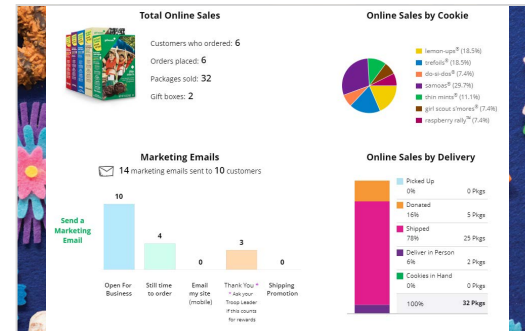 Total Online Sales
Customers who ordered: 6
Orders placed: 6
Packages sold: 32
Gift boxes: 2
Online Sales by Cookie
lemon-ups® (18.5%)
trefoils® (18.5%)
do-si-dos® (7.4%)
samoas® (29.7%)
thin mints® (11.1%)
girl scout s'mores® (7.4%)
raspberry rally™ (7.4%)
Marketing Emails
14 marketing emails sent to 10 customers
Send a
Marketing
Email
10
4
0
3
0
Open For
Business
Still time
to order
Email
my site
(mobile)
Thank You *
* Ask your
Troop Leader
if this counts
for rewards
Shipping
Promotion
Online Sales by Delivery
Picked Up
0% 0 Pkgs
Donated
16% 5 Pkgs
Shipped
78% 25 Pkgs
Deliver in Person
6% 2 Pkgs
Cookies in Hand
0% 0 Pkgs
100% 32 Pkgs